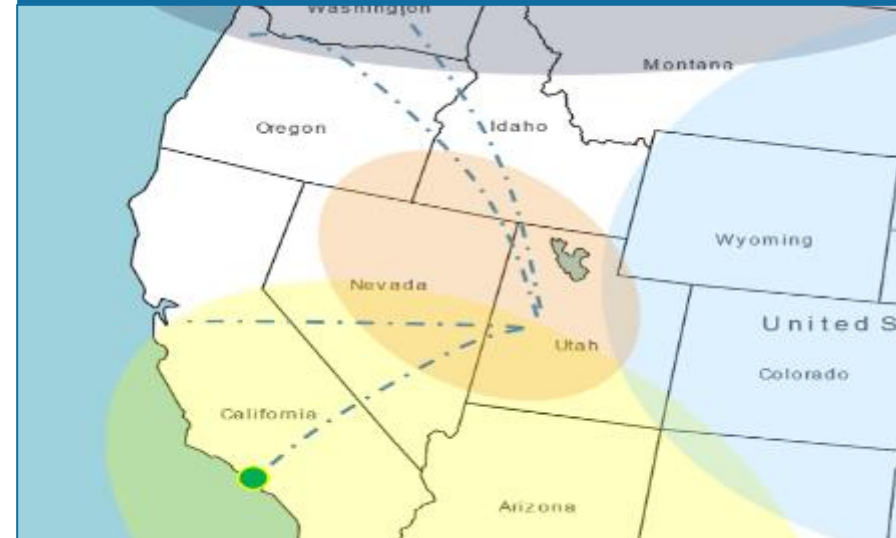 Washington
Montana
Oregon
Idaho
Wyoming
Nevada
United S
Utah
Colorado
California
Arizona